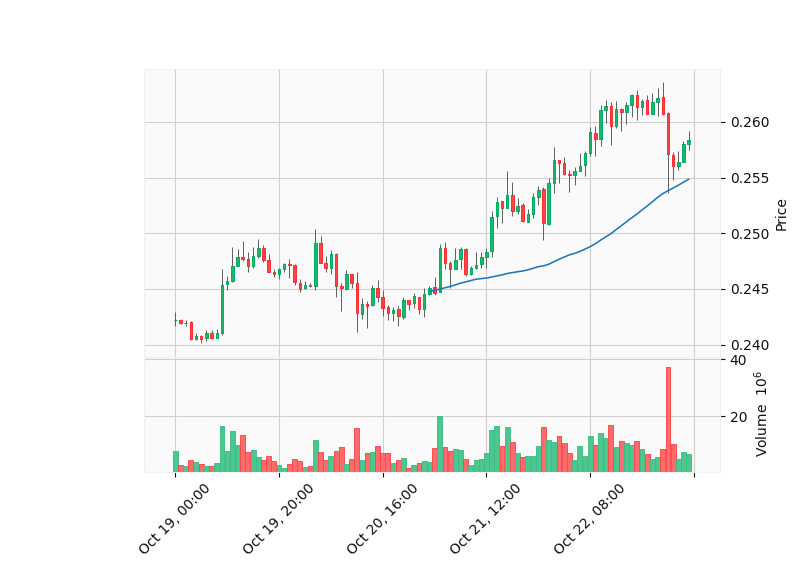 0.260
0.255
0.250
0.245
0.240
Price
40
20
Volume 10^6
Oct 19, 00:00
Oct 19, 20:00
Oct 20, 16:00
Oct 21, 12:00
Oct 22, 08:00